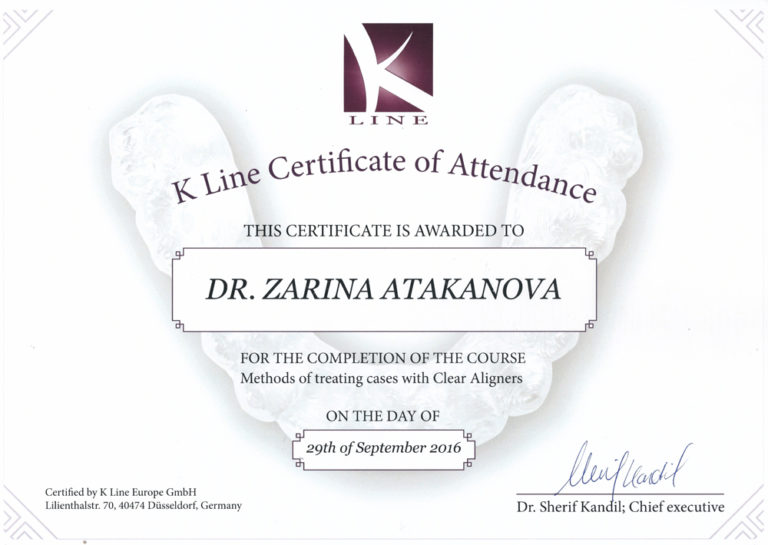 K
LINE
K Line Certificate of Attendance
THIS CERTIFICATE IS AWARDED TO
DR. ZARINA ATAKANOVA
FOR THE COMPLETION OF THE COURSE
Methods of treating cases with Clear Aligners
ON THE DAY OF
29th of September 2016
Certified by K Line Europe GmbH
Lilienthalstr. 70, 40474 Düsseldorf, Germany
Sherif Kandil
Dr. Sherif Kandil; Chief executive